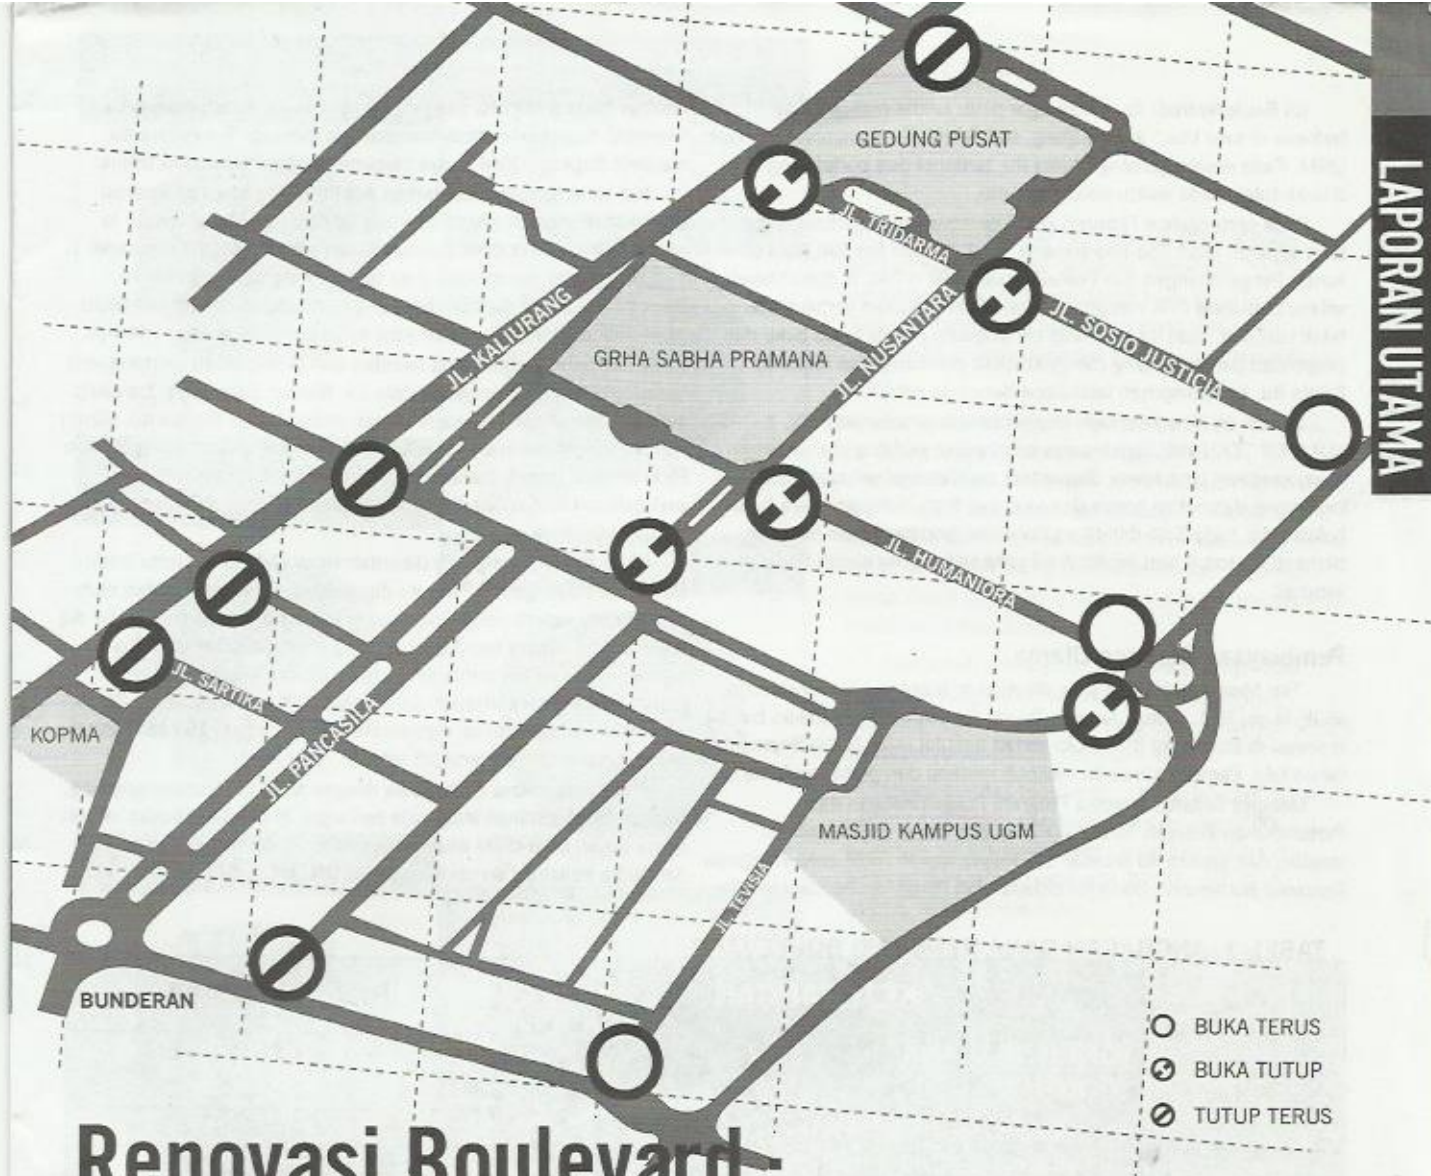 LAPORAN UTAMA
GEDUNG PUSAT
JL. TRIDARMA
JL. KALIURANG
GRHA SABHA PRAMANA
JL. NUSANTARA
JL. SOSIO JUSTICIA
JL. HUMANIORA
JL. SARTIKA
KOPMA
JL. PANCASILA
MASJID KAMPUS UGM
JL. TEVISIA
BUNDERAN
BUKA TERUS
BUKA TUTUP
TUTUP TERUS
Renovasi Boulevard